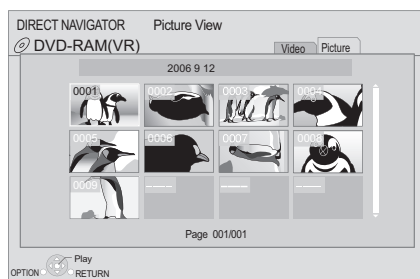 DIRECT NAVIGATOR Picture View
DVD-RAM(VR)
Video Picture
2006 9 12
0001 0002 0003 0004
0005 0006 0007 0008
0009 ---- ---- ----
Page 001/001
Play
OPTION RETURN